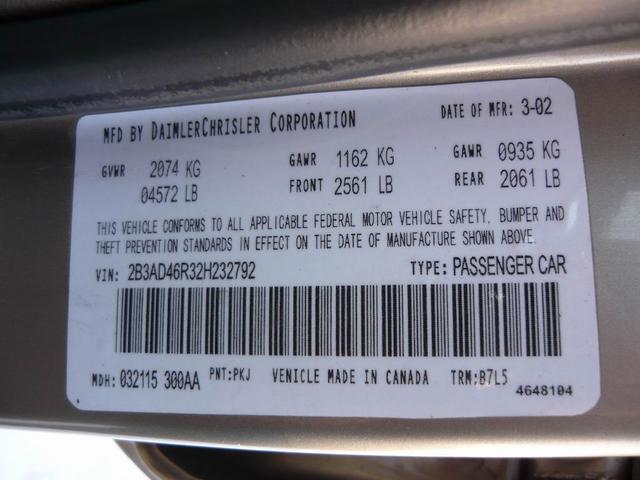 MFD BY DAIMLERCHRISLER CORPORATION DATE OF MFR: 3-02
GVWR 2074 KG GAWR 1162 KG GAWR 0935 KG
04572 LB FRONT 2561 LB REAR 2061 LB
THIS VEHICLE CONFORMS TO ALL APPLICABLE FEDERAL MOTOR VEHICLE SAFETY, BUMPER AND
THEFT PREVENTION STANDARDS IN EFFECT ON THE DATE OF MANUFACTURE SHOWN ABOVE.
VIN: 2B3AD46R32H232792 TYPE: PASSENGER CAR
MDH: 032115 300AA PNT:PKJ VENICLE MADE IN CANADA TRM:B7L5
4648104